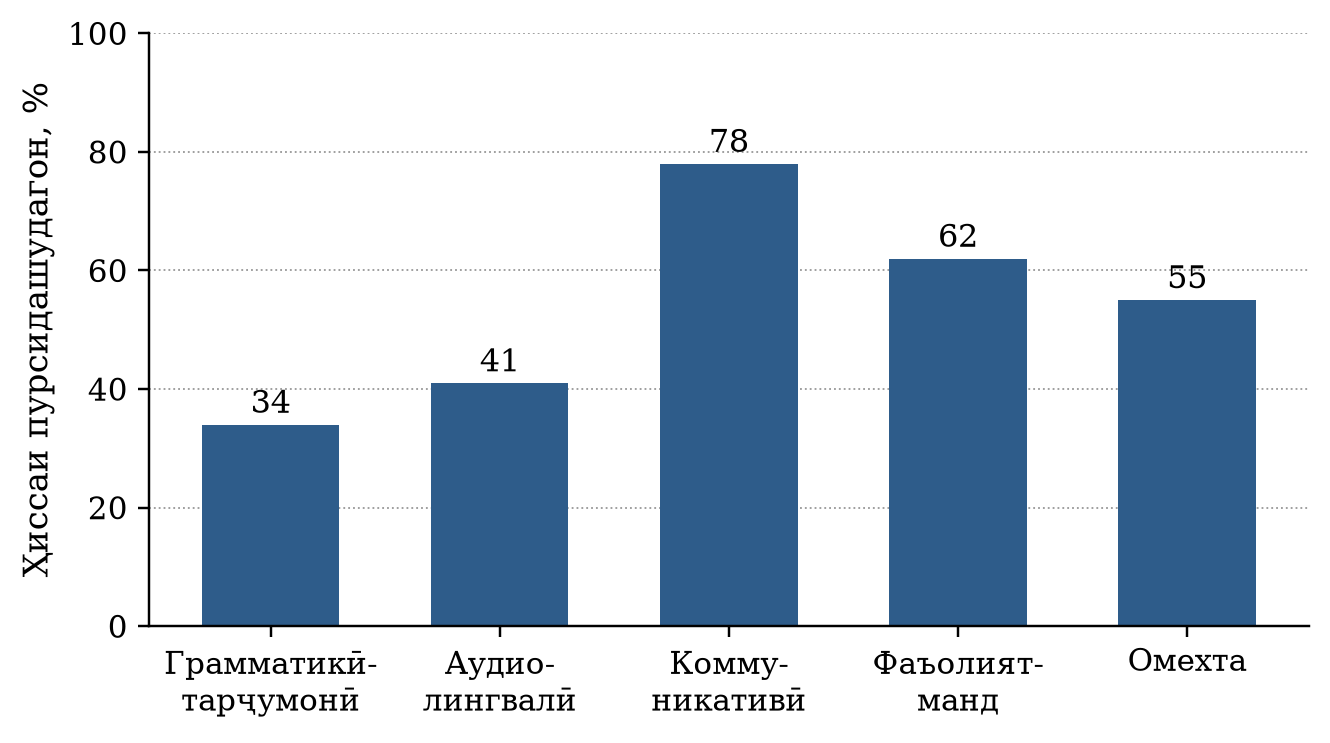 Ҳиссаи пурсидашудагон, %
100
80
60
40
20
0
34
41
78
62
55
Грамматикӣ-
тарҷумонӣ
Аудио-
лингвалӣ
Комму-
никативӣ
Фаъолият-
манд
Омехта